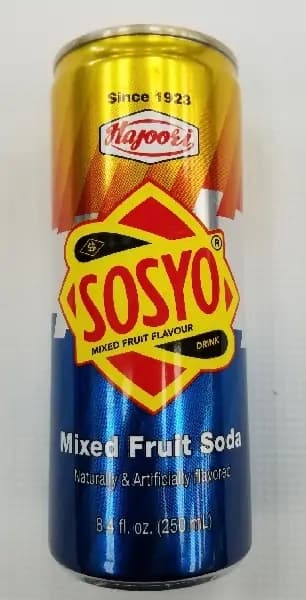 Since 1923
Hajoori
S
SOSYO®
MIXED FRUIT FLAVOUR
DRINK
Mixed Fruit Soda
Naturally & Artificially flavored
8.4 fl. oz. (250 mL)